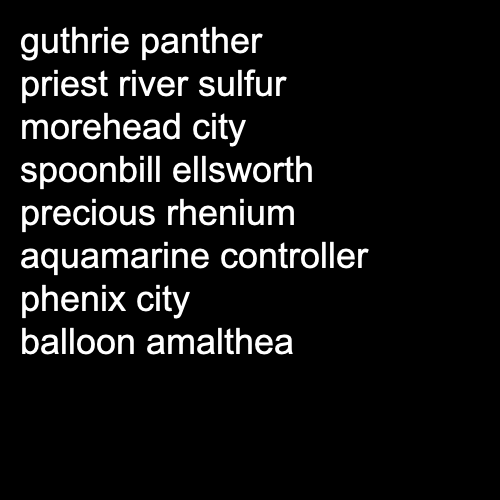 guthrie panther
priest river sulfur
morehead city
spoonbill ellsworth
precious rhenium
aquamarine controller
phenix city
balloon amalthea